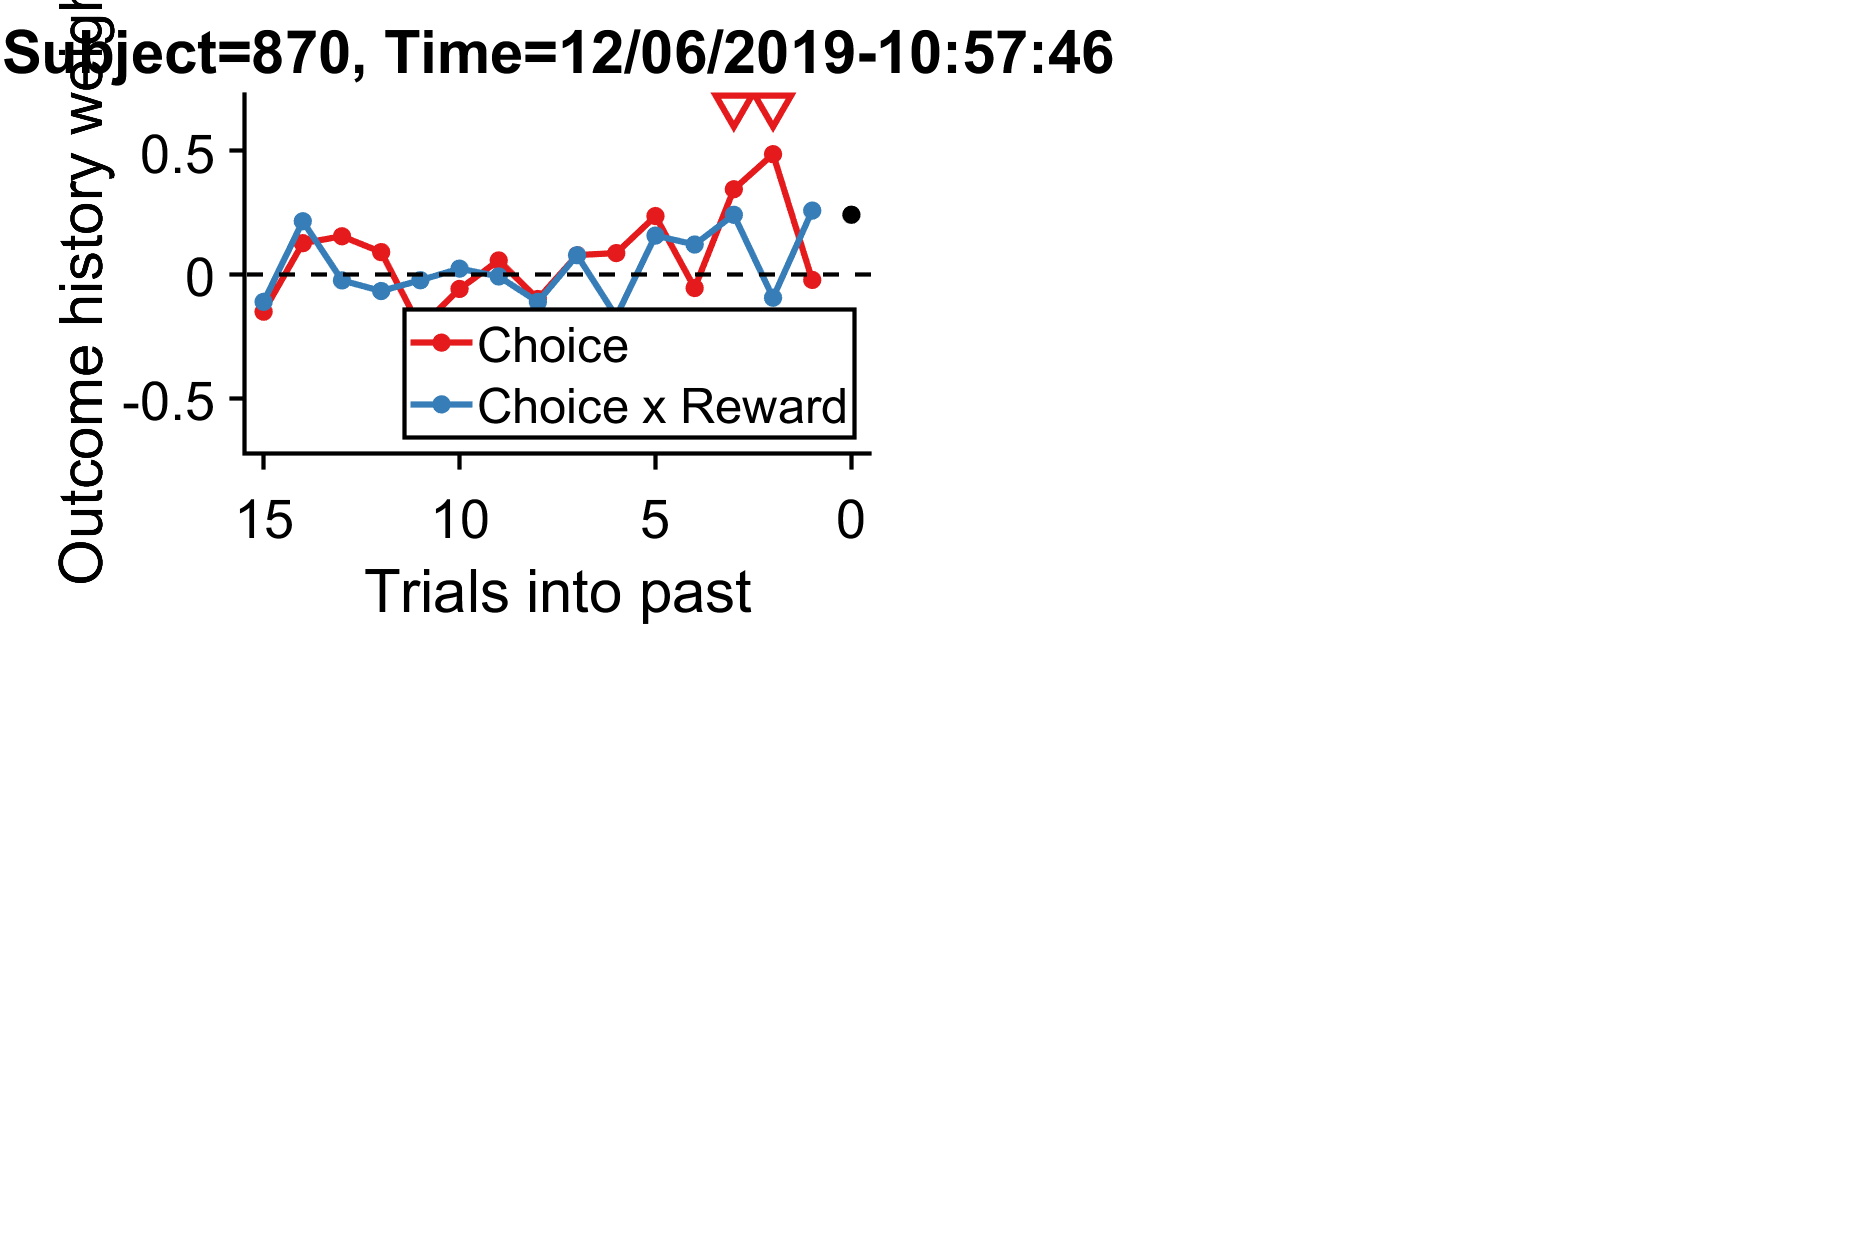 Subject=870, Time=12/06/2019-10:57:46
Outcome history
0.5
0
-0.5
Choice
Choice x Reward
15 10 5 0
Trials into past